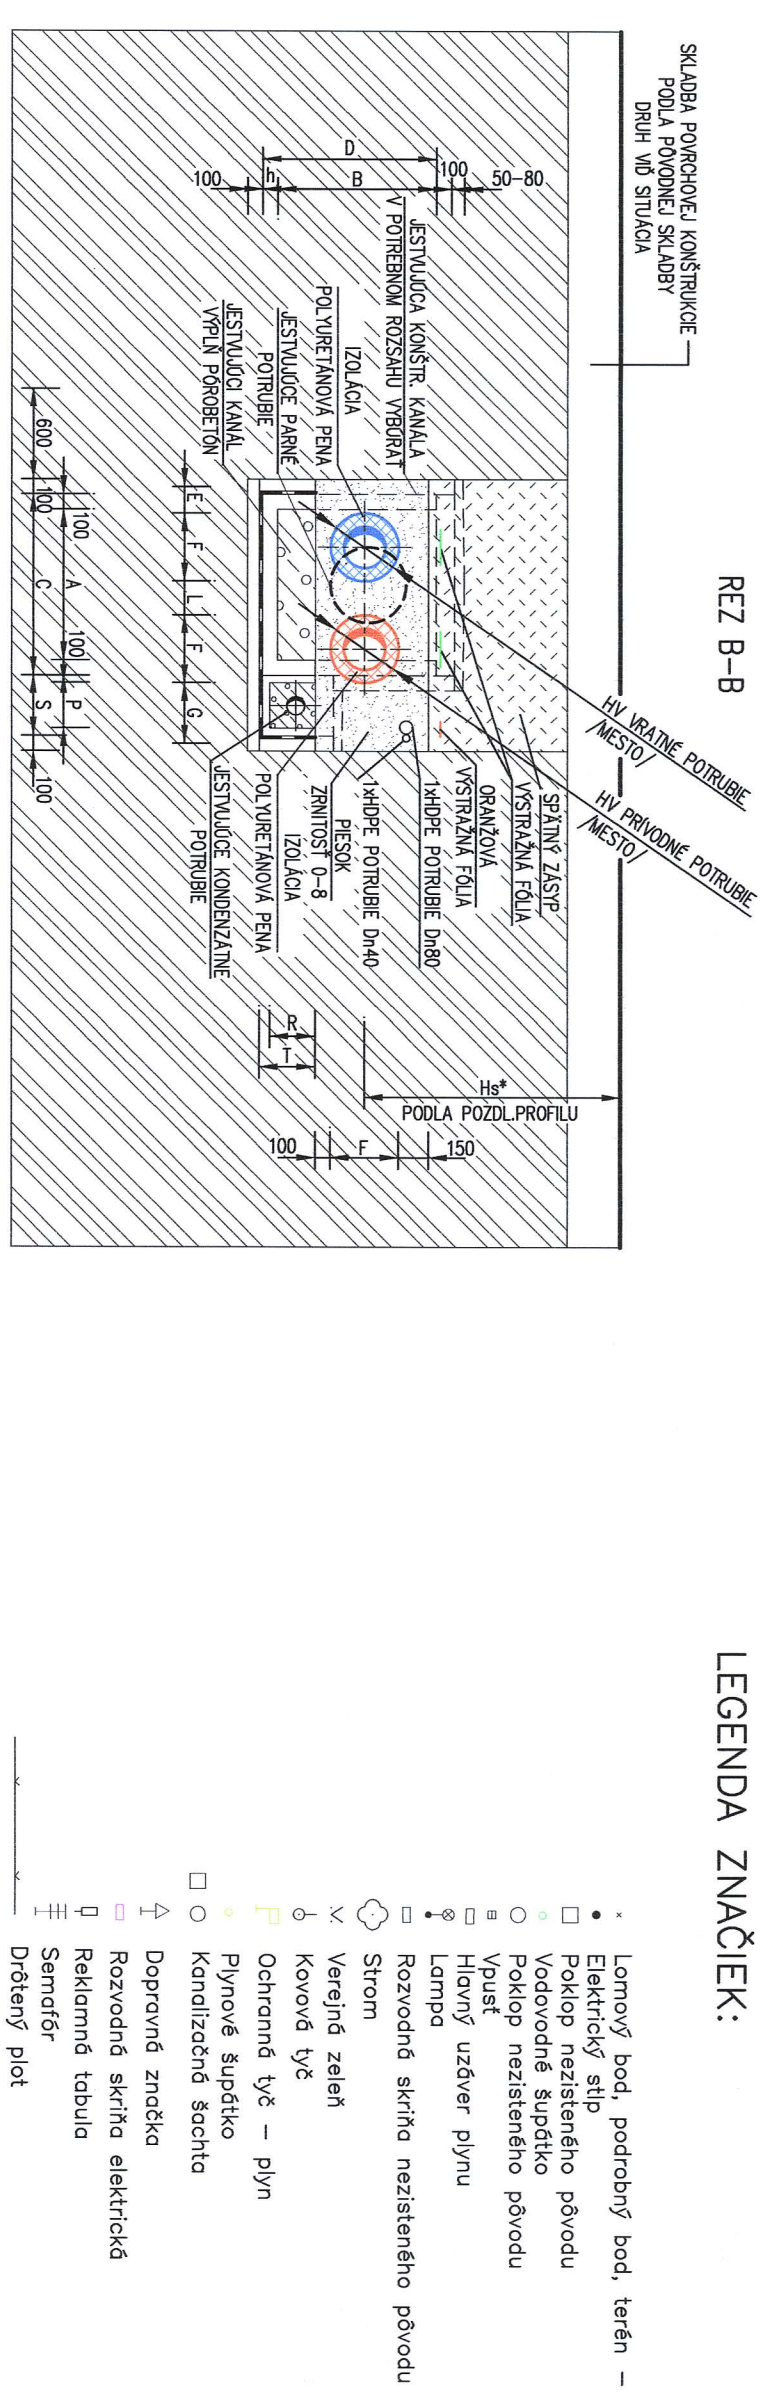 REZ B-B
SKLADBA POVRCHOVEJ KONŠTRUKCIE
PODLA PÔVODNEJ SKLADBY
DRUH VIĎ SITUÁCIA
HV VRATNÉ POTRUBIE
/MESTO/
HV PRÍVODNÉ POTRUBIE
/MESTO/
SPÄTNÝ ZÁSYP
VÝSTRAŽNÁ FÓLIA
ORANŽOVÁ
VÝSTRAŽNÁ FÓLIA
1xHDPE POTRUBIE Dn80
1xHDPE POTRUBIE Dn40
PIESOK
ZRNITOSŤ 0-8
IZOLÁCIA
POLYURETÁNOVÁ PENA
JESTVUJÚCE KONDENZÁTNE
POTRUBIE
JESTVUJÚCA KONŠTR. KANÁLA
V POTREBNOM ROZSAHU VYBÚRAŤ
IZOLÁCIA
POLYURETÁNOVÁ PENA
JESTVUJÚCE PARNÉ
POTRUBIE
JESTVUJÚCI KANÁL
VÝPLŇ PÓROBETÓN
50-80
100
B
D
h
100
Hs*
PODLA POZDL.PROFILU
150
F
100
R
T
E
F
L
F
G
100
A
100
P
600
100
C
S
100
LEGENDA ZNAČIEK:
Lomový bod, podrobný bod, terén -
Elektrický stĺp
Poklop nezisteného pôvodu
Vodovodné šupátko
Poklop nezisteného pôvodu
Vpusť
Hlavný uzáver plynu
Lampa
Rozvodná skriňa nezisteného pôvodu
Strom
Verejná zeleň
Kovová tyč
Ochranná tyč - plyn
Plynové šupátko
Kanalizačná šachta
Dopravná značka
Rozvodná skriňa elektrická
Reklamná tabula
Semafór
Drôtený plot